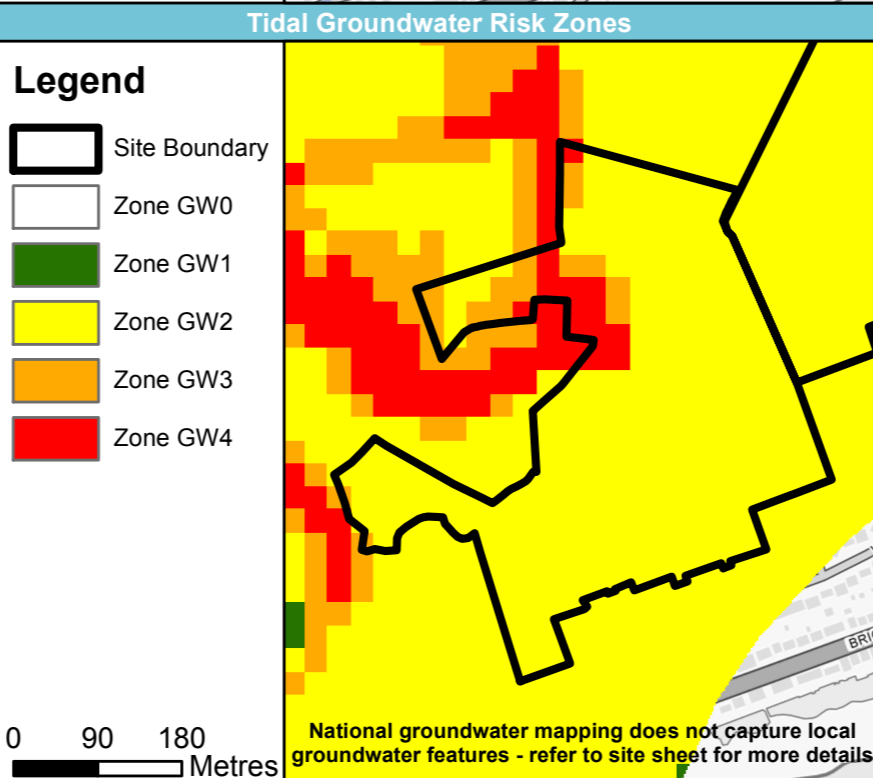 Tidal Groundwater Risk Zones
Legend
Site Boundary
Zone GW0
Zone GW1
Zone GW2
Zone GW3
Zone GW4
0 90 180
Metres
BRIG
National groundwater mapping does not capture local
groundwater features - refer to site sheet for more details